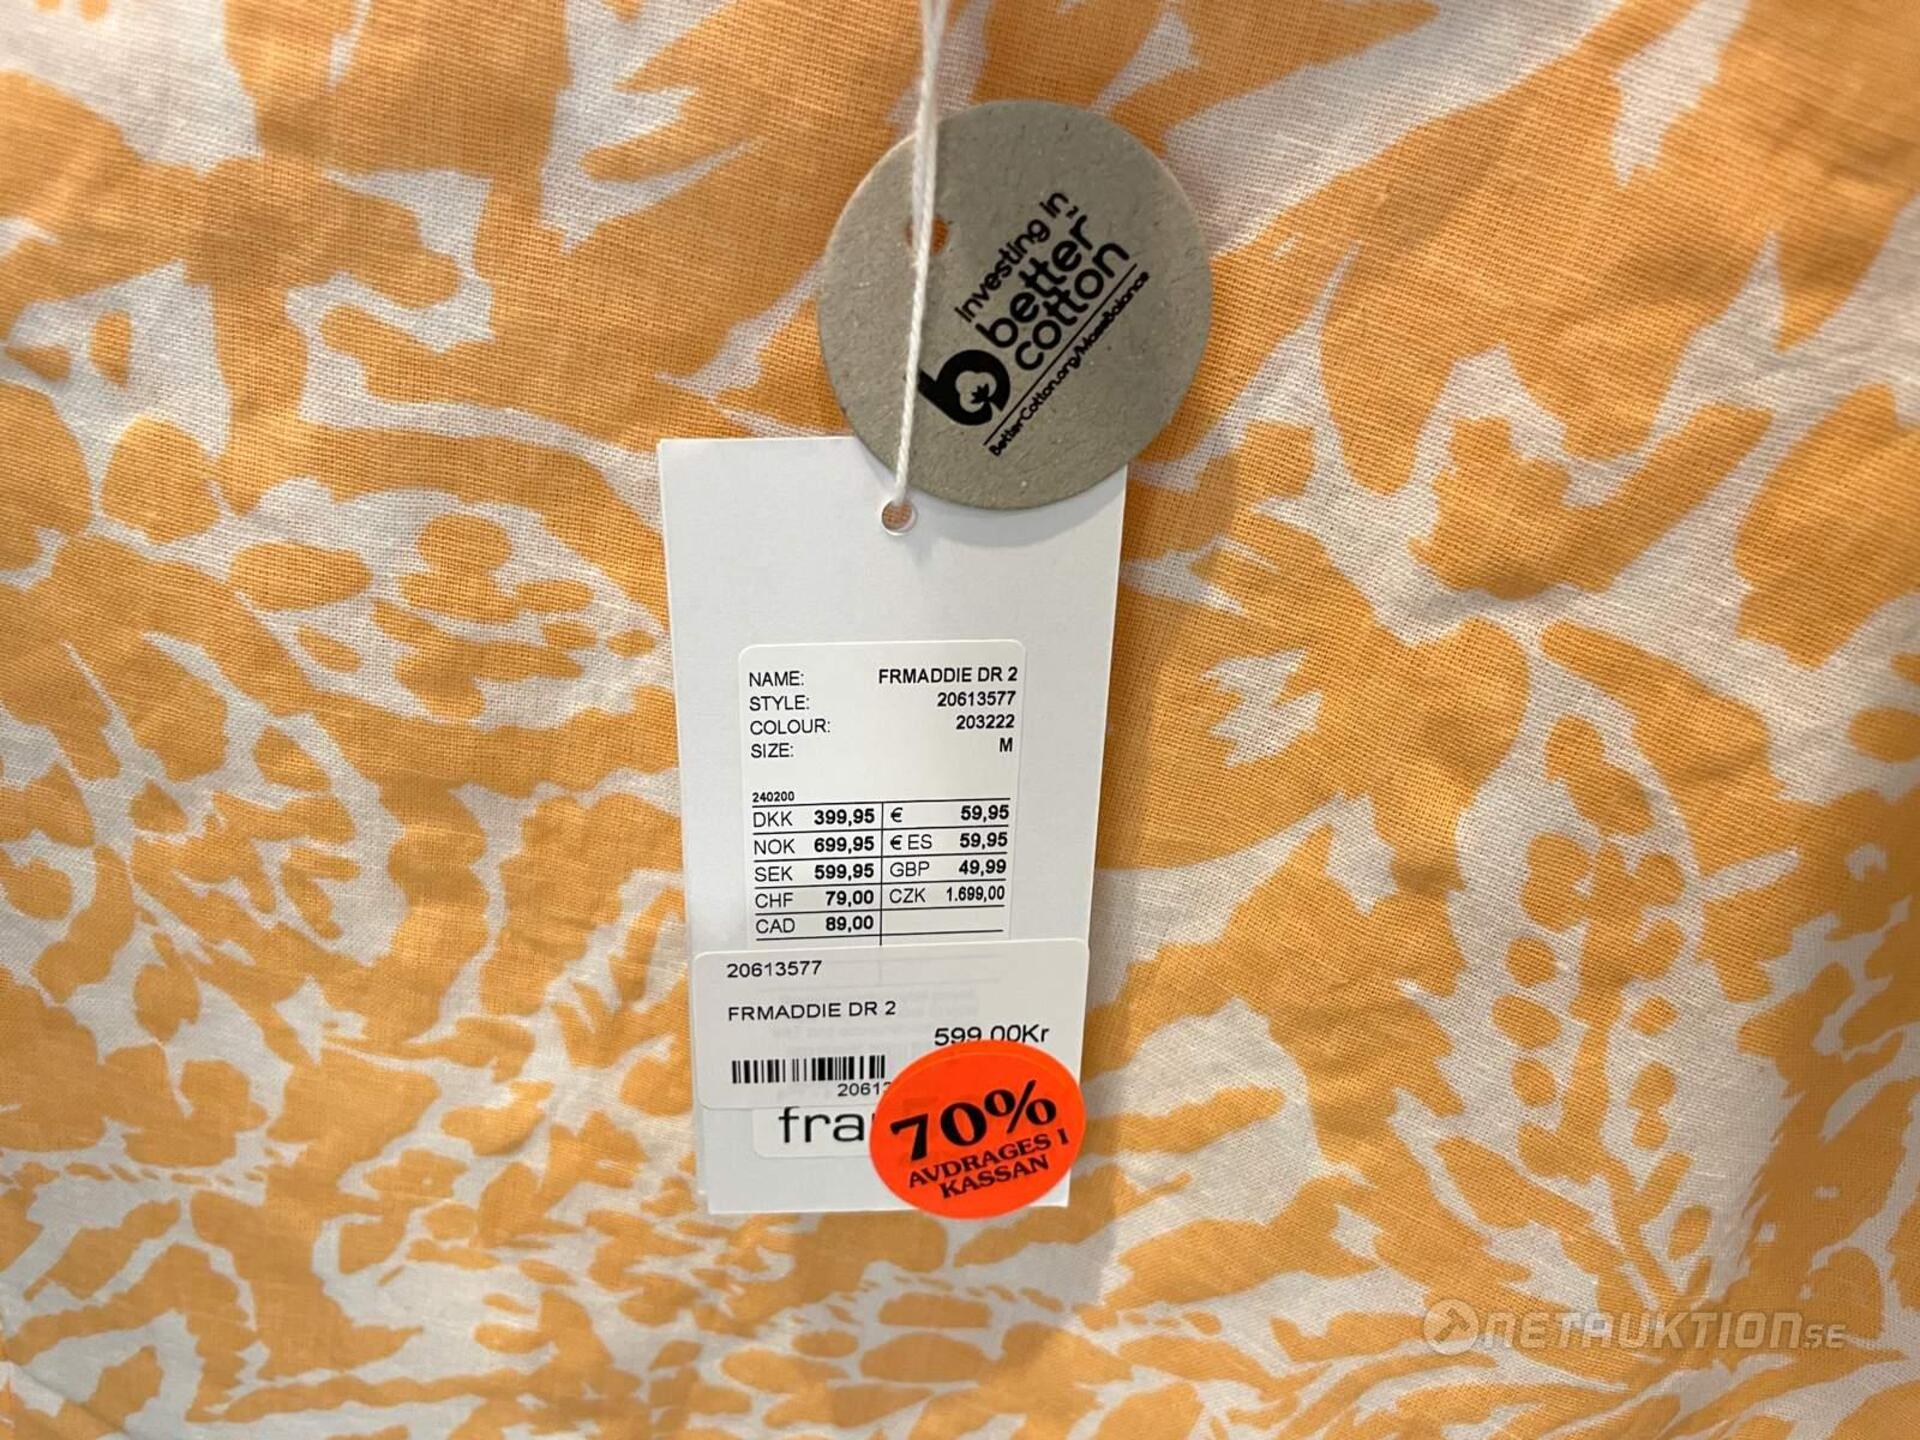 investing in
better
cotton
BetterCotton.org/MassBalance
NAME: FRMADDIE DR 2
STYLE: 20613577
COLOUR: 203222
SIZE: M
240200
DKK 399,95 € 59,95
NOK 699,95 € ES 59,95
SEK 599,95 GBP 49,99
CHF 79,00 CZK 1.699,00
CAD 89,00
20613577
FRMADDIE DR 2
599.00Kr
2061
fra
70%
AVDRAGES I
KASSAN
NETAUKTION.SE